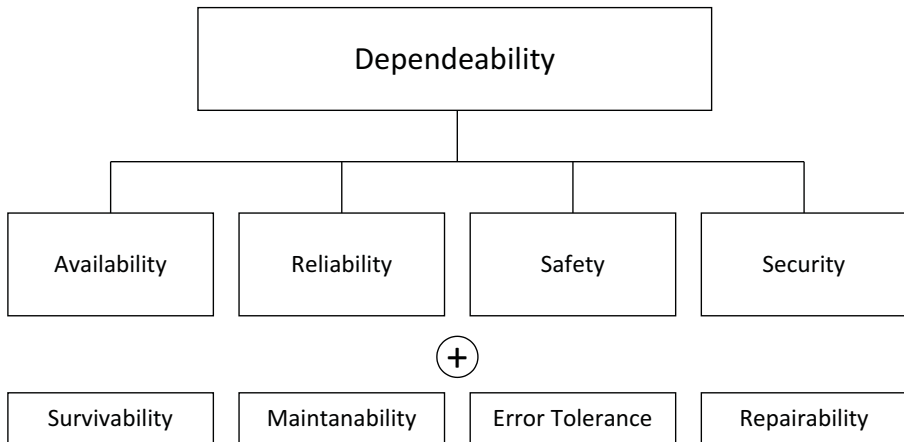 Dependeability
Availability
Reliability
Safety
Security
+
Survivability
Maintanability
Error Tolerance
Repairability